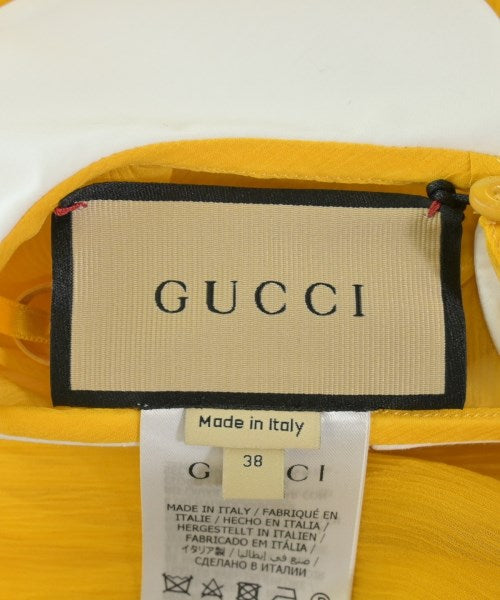 GUCCI
Made in Italy
38
GUCCI
MADE IN ITALY / FABRIQUÉ EN
ITALIE / HECHO EN ITALIA /
HERGESTELLT IN ITALIEN /
FABRICADO EM ITÁLIA /
イタリア製 / صنع في إيطاليا /
СДЕЛАНО В ИТАЛИИ